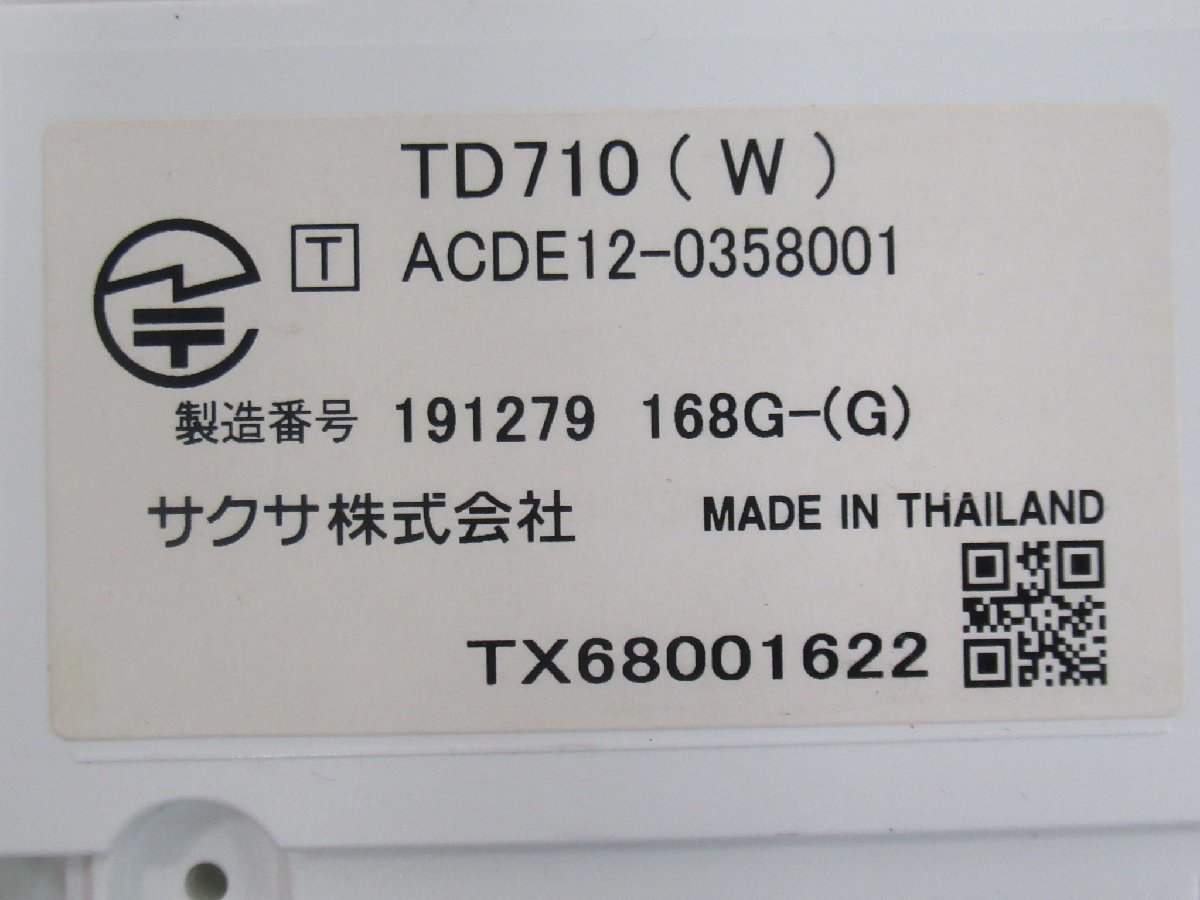 TD710 ( W )
T ACDE12-0358001
製造番号 191279 168G-(G)
サクサ株式会社 MADE IN THAILAND
TX68001622